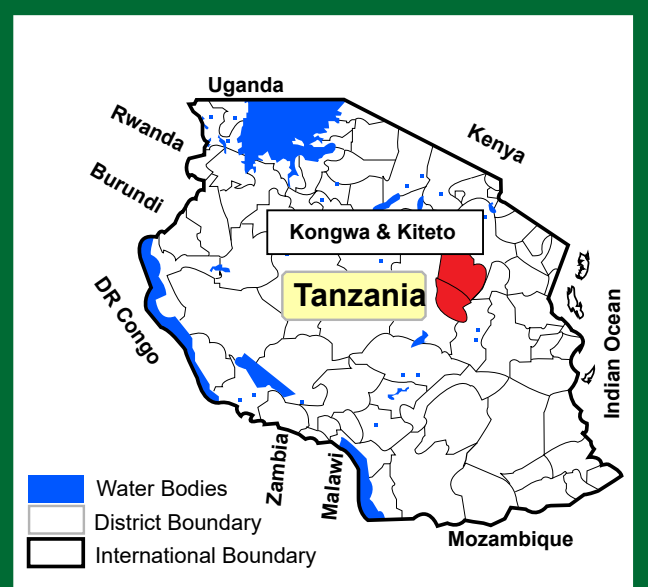 Uganda
Rwanda
Kenya
Burundi
Kongwa & Kiteto
Tanzania
DR Congo
Indian Ocean
Zambia
Malawi
Mozambique
Water Bodies
District Boundary
International Boundary